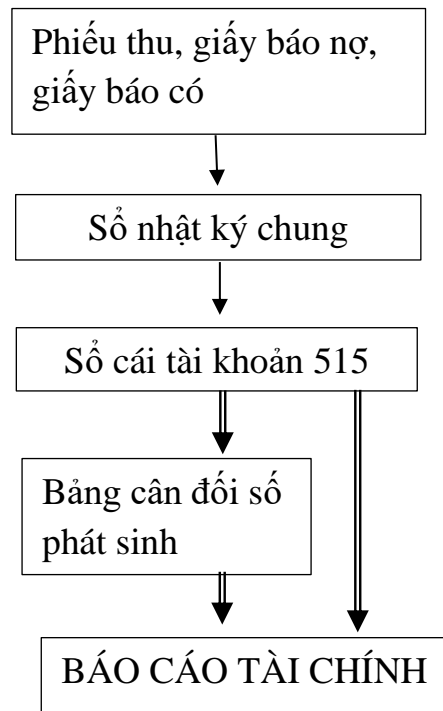 Phiếu thu, giấy báo nợ,
giấy báo có
Sổ nhật ký chung
Sổ cái tài khoản 515
Bảng cân đối số
phát sinh
BÁO CÁO TÀI CHÍNH